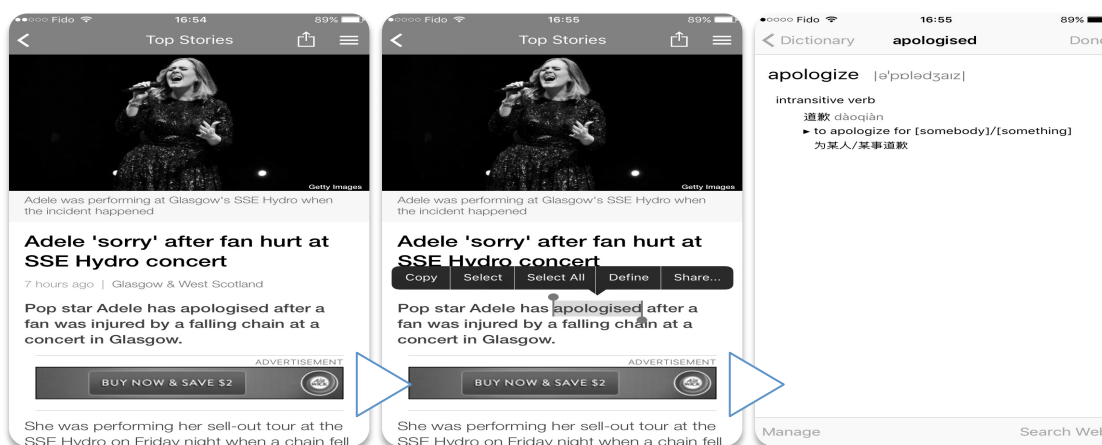 Fido 16:54 89%
Top Stories
Getty Images
Adele was performing at Glasgow's SSE Hydro when
the incident happened
Adele 'sorry' after fan hurt at
SSE Hydro concert
7 hours ago | Glasgow & West Scotland
Pop star Adele has apologised after a
fan was injured by a falling chain at a
concert in Glasgow.
ADVERTISEMENT
BUY NOW & SAVE $2
She was performing her sell-out tour at the
SSE Hydro on Friday night when a chain fell
Fido 16:55 89%
Top Stories
Getty Images
Adele was performing at Glasgow's SSE Hydro when
the incident happened
Adele 'sorry' after fan hurt at
SSE Hydro concert
Copy Select Select All Define Share...
Pop star Adele has apologised after a
fan was injured by a falling chain at a
concert in Glasgow.
ADVERTISEMENT
BUY NOW & SAVE $2
She was performing her sell-out tour at the
SSE Hydro on Friday night when a chain fell
Fido 16:55 89%
Dictionary apologised Done
apologize |əˈpɒlədʒaɪz|
intransitive verb
道歉 dàoqiàn
► to apologize for [somebody]/[something]
为某人/某事道歉
Manage Search Web